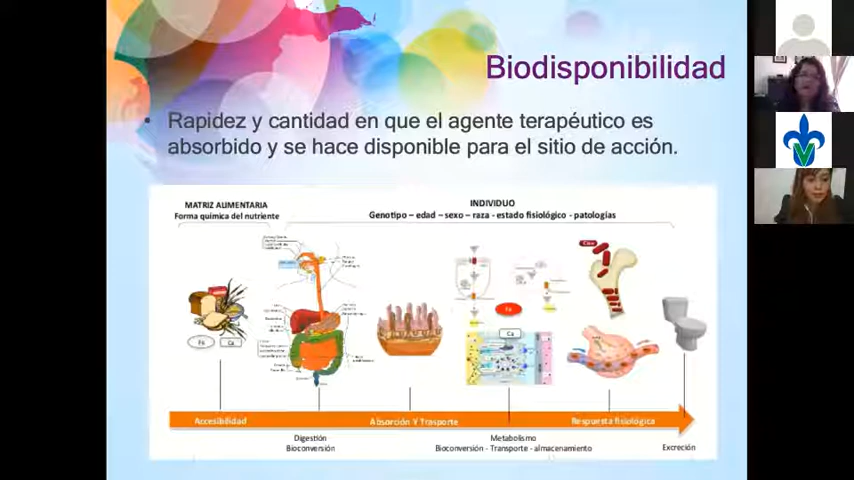 Biodisponibilidad
• Rapidez y cantidad en que el agente terapéutico es
absorbido y se hace disponible para el sitio de acción.
MATRIZ ALIMENTARIA
Forma química del nutriente
INDIVIDUO
Genotipo – edad – sexo – raza - estado fisiológico - patologías
Fe
Ca
Fe
Ca
Accesibilidad
Absorción Y Trasporte
Respuesta fisiológica
Digestión
Bioconversión
Metabolismo
Bioconversión - Transporte - almacenamiento
Excreción